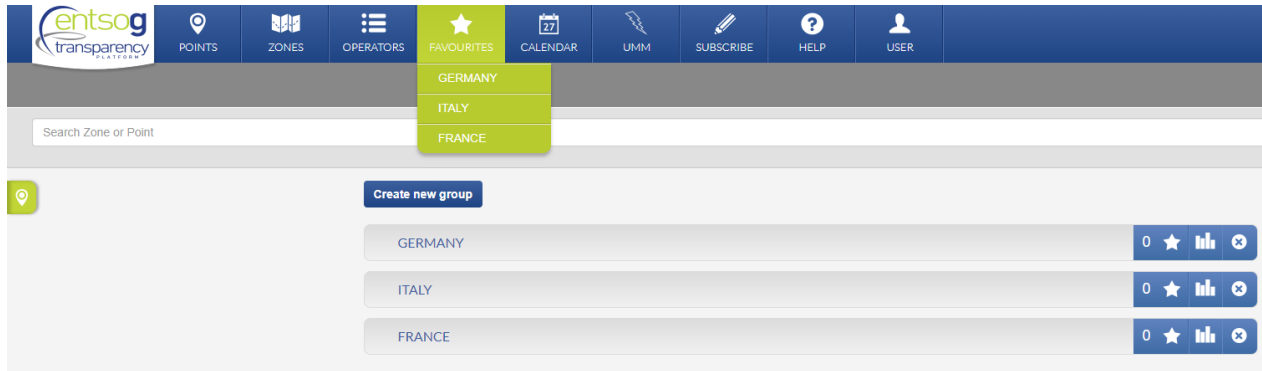 entsog
transparency
PLATFORM
POINTS
ZONES
OPERATORS
FAVOURITES
27
CALENDAR
UMM
SUBSCRIBE
?
HELP
USER
GERMANY
ITALY
FRANCE
Search Zone or Point
Create new group
GERMANY 0
ITALY 0
FRANCE 0